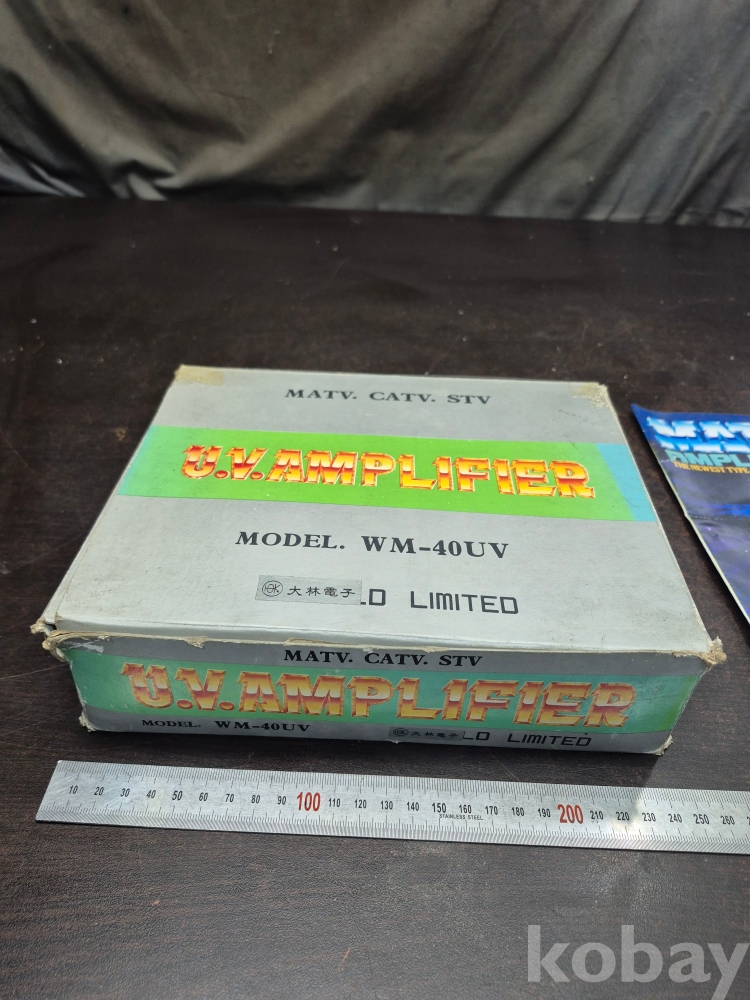 MATV. CATV. STV
U.V.AMPLIFIER
MODEL. WM-40UV
大林電子 LD LIMITED
MATV. CATV. STV
U.V.AMPLIFIER
MODEL. WM-40UV 大林電子 LD LIMITED
THE NEWEST TYPE
10 20 30 40 50 60 70 80 90 100 110 120 130 140 150 160 170 180 190 200 210 220 230 240 250 260
STAINLESS STEEL
kobay